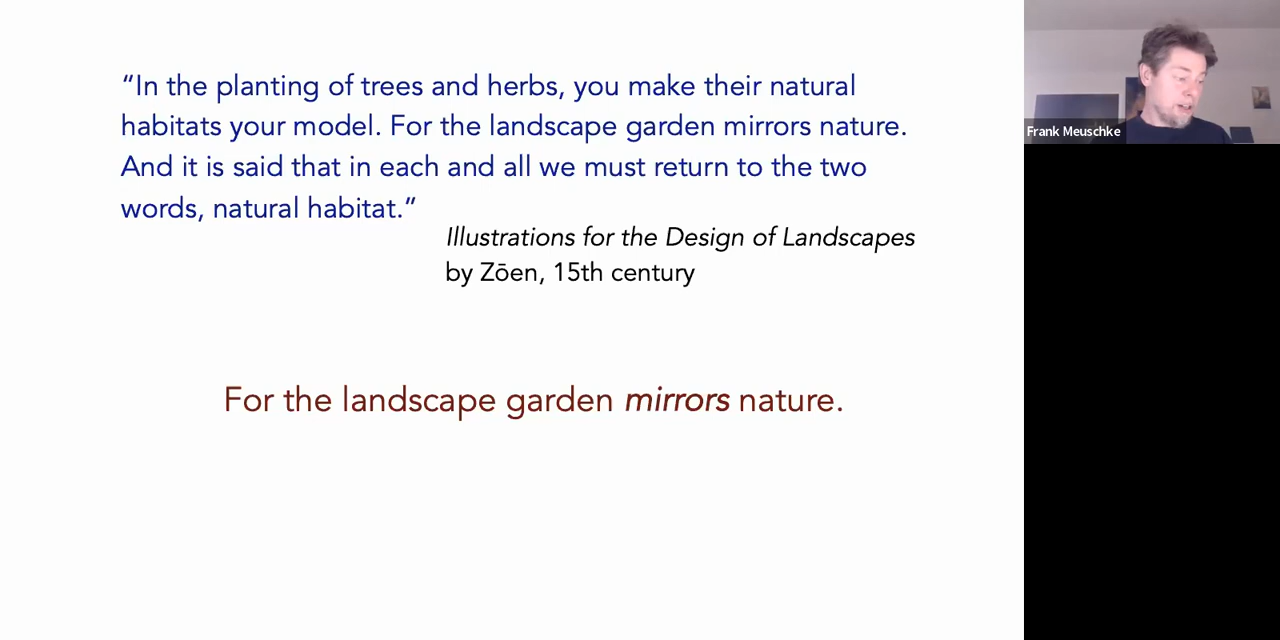 “In the planting of trees and herbs, you make their natural
habitats your model. For the landscape garden mirrors nature.
And it is said that in each and all we must return to the two
words, natural habitat.”
Illustrations for the Design of Landscapes
by Zōen, 15th century
For the landscape garden mirrors nature.
Frank Meuschke